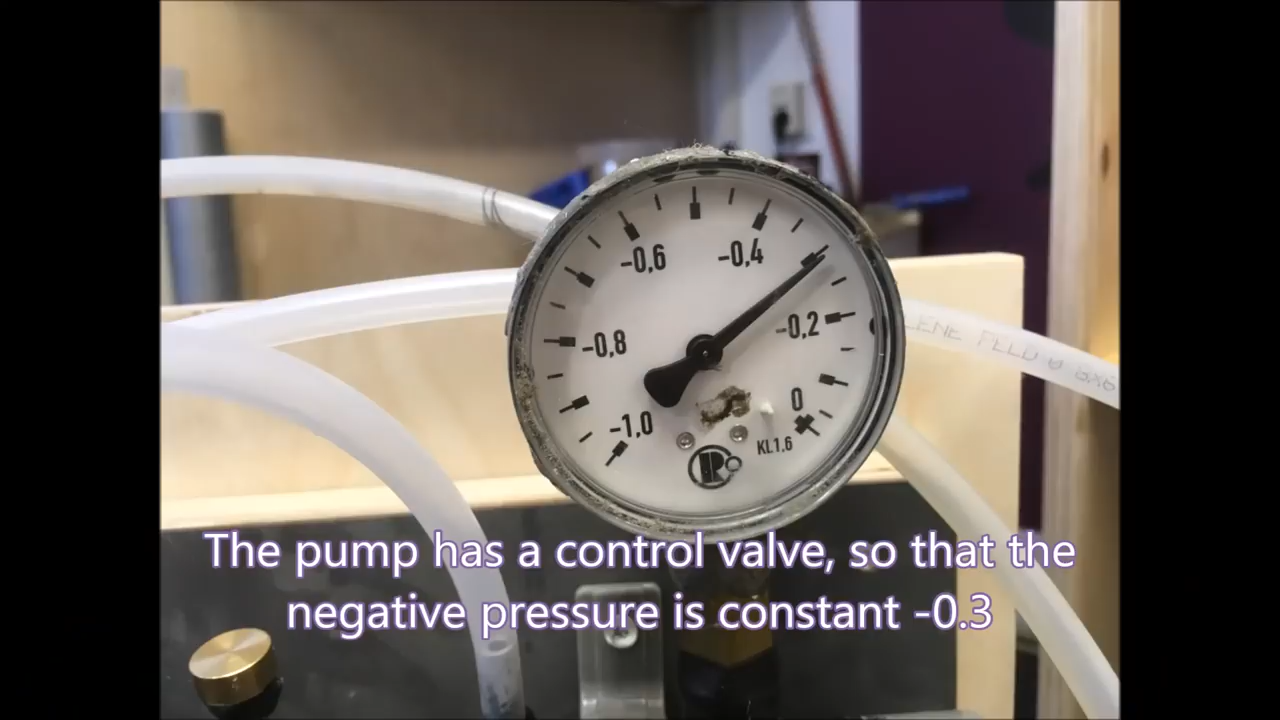 -0,6 -0,4
-0,8 -0,2
-1,0 0
KL1,6
The pump has a control valve, so that the
negative pressure is constant -0.3